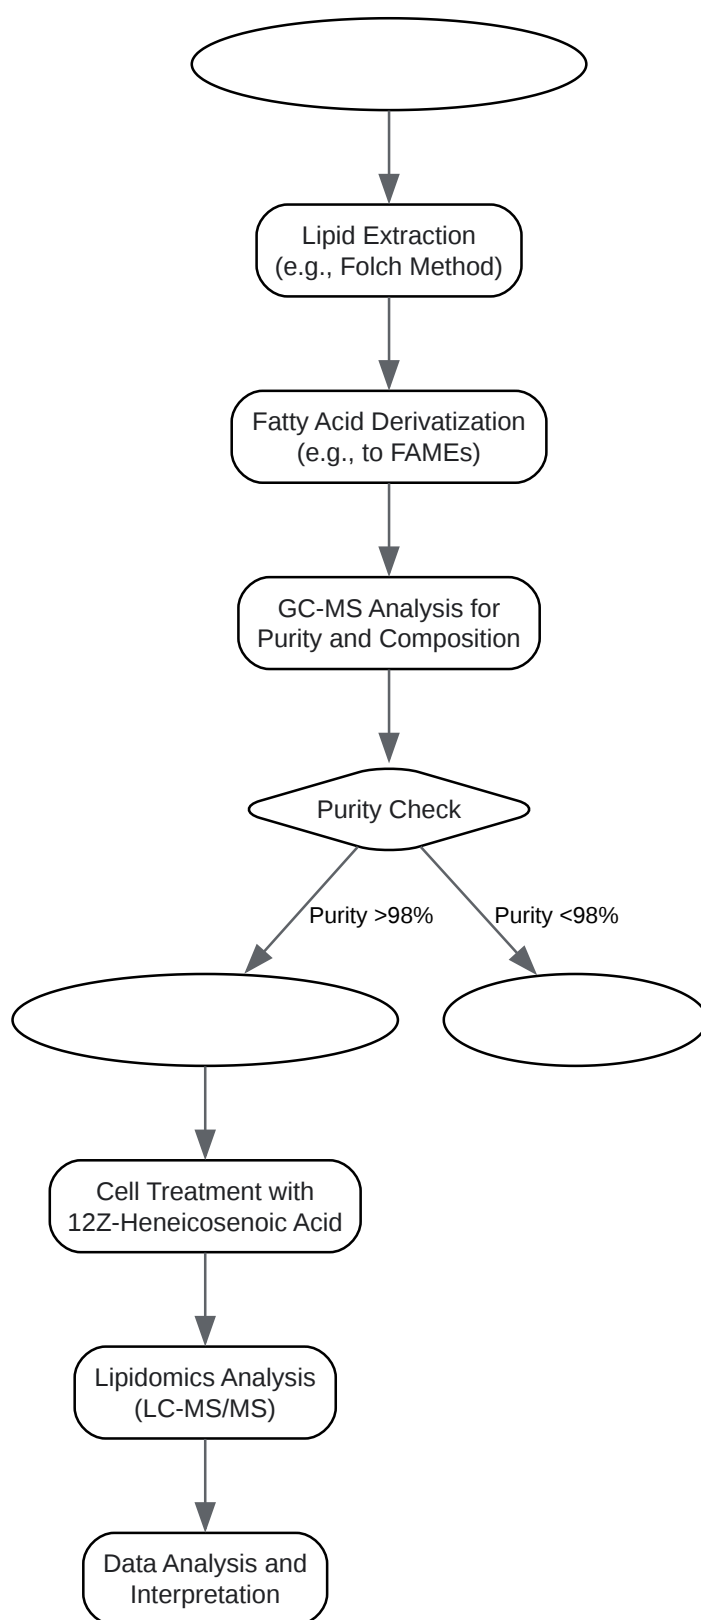 Lipid Extraction
(e.g., Folch Method)
Fatty Acid Derivatization
(e.g., to FAMEs)
GC-MS Analysis for
Purity and Composition
Purity Check
Purity >98%
Purity <98%
Cell Treatment with
12Z-Heneicosenoic Acid
Lipidomics Analysis
(LC-MS/MS)
Data Analysis and
Interpretation